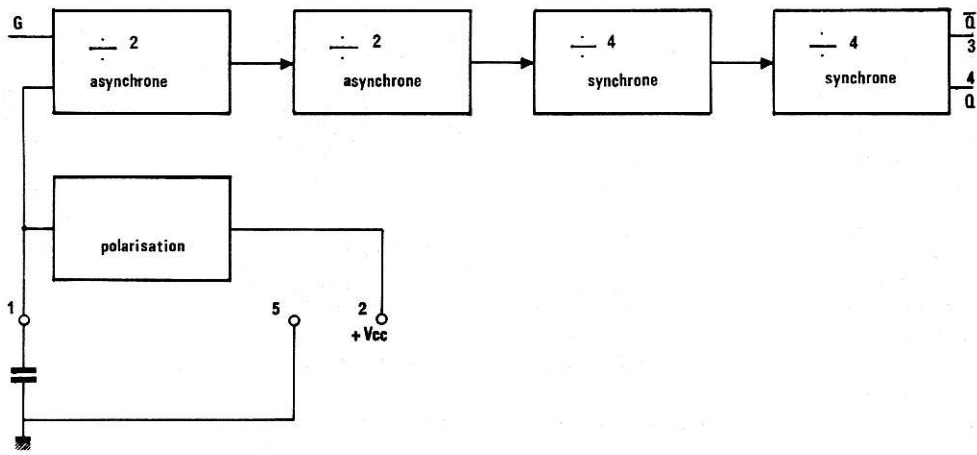 G
÷ 2
asynchrone
÷ 2
asynchrone
÷ 4
synchrone
÷ 4
synchrone
Q̅
3
4
Q
polarisation
1
5
2
+Vcc